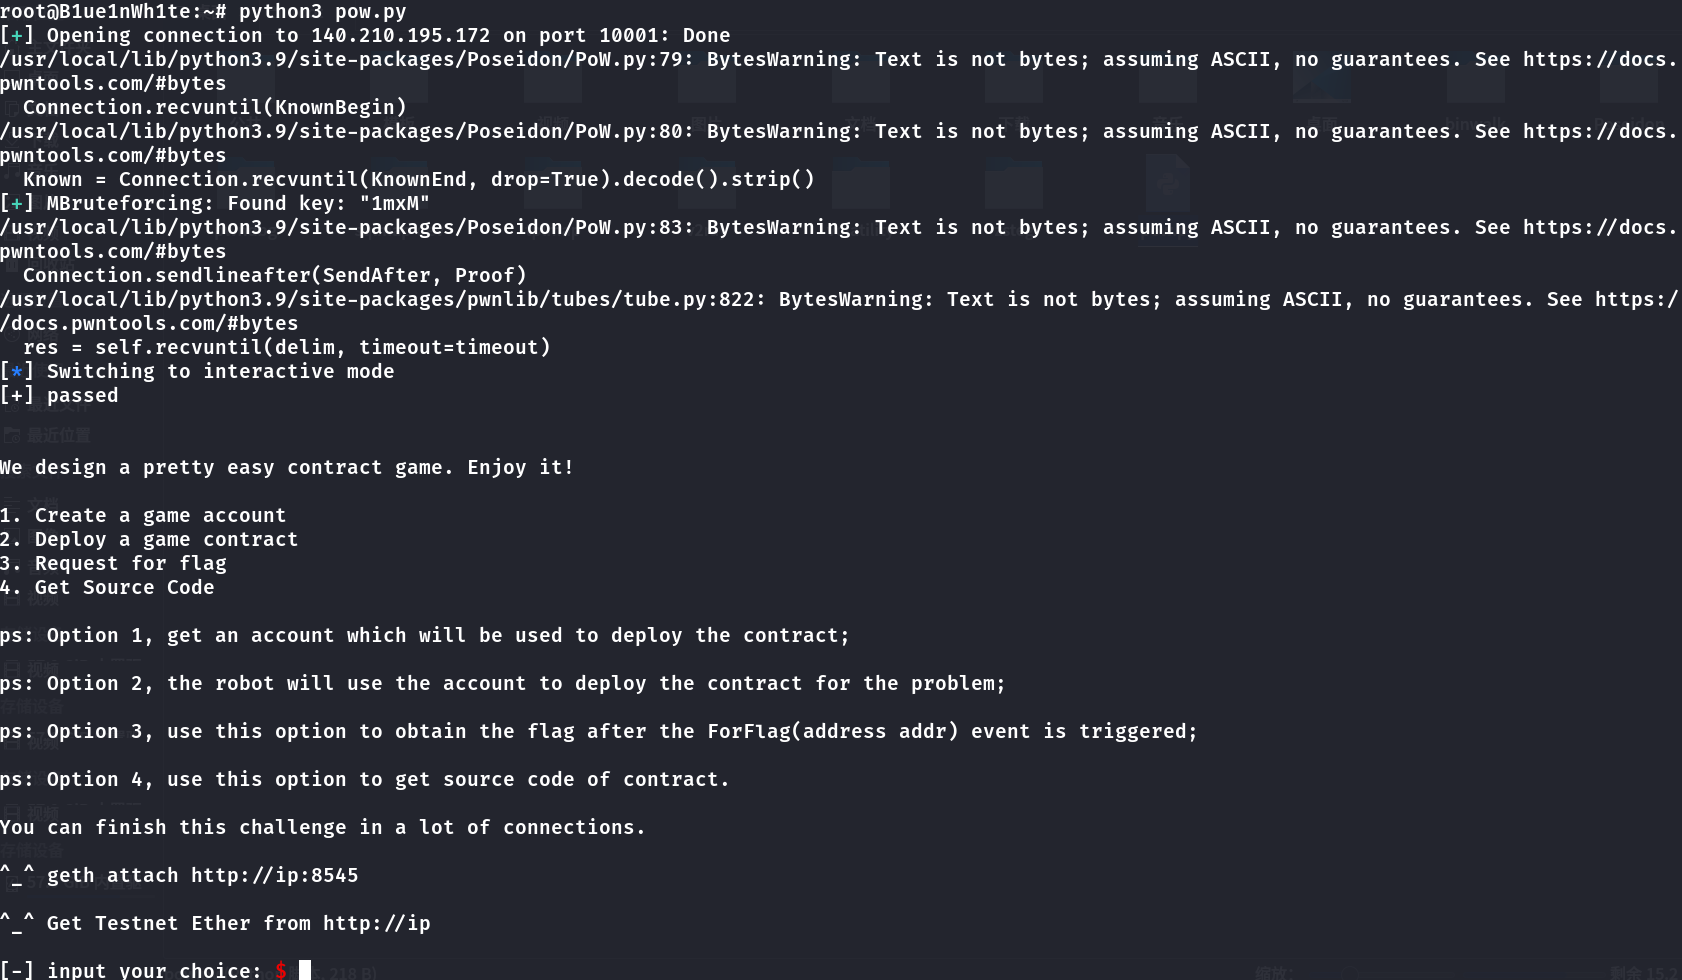 root@B1ue1nWh1te:~# python3 pow.py
[+] Opening connection to 140.210.195.172 on port 10001: Done
/usr/local/lib/python3.9/site-packages/Poseidon/PoW.py:79: BytesWarning: Text is not bytes; assuming ASCII, no guarantees. See https://docs.
pwntools.com/#bytes
  Connection.recvuntil(KnownBegin)
/usr/local/lib/python3.9/site-packages/Poseidon/PoW.py:80: BytesWarning: Text is not bytes; assuming ASCII, no guarantees. See https://docs.
pwntools.com/#bytes
  Known = Connection.recvuntil(KnownEnd, drop=True).decode().strip()
[+] MBruteforcing: Found key: "1mxM"
/usr/local/lib/python3.9/site-packages/Poseidon/PoW.py:83: BytesWarning: Text is not bytes; assuming ASCII, no guarantees. See https://docs.
pwntools.com/#bytes
  Connection.sendlineafter(SendAfter, Proof)
/usr/local/lib/python3.9/site-packages/pwnlib/tubes/tube.py:822: BytesWarning: Text is not bytes; assuming ASCII, no guarantees. See https:/
/docs.pwntools.com/#bytes
  res = self.recvuntil(delim, timeout=timeout)
[*] Switching to interactive mode
[+] passed
最近位置
We design a pretty easy contract game. Enjoy it!
1. Create a game account
2. Deploy a game contract
3. Request for flag
4. Get Source Code
ps: Option 1, get an account which will be used to deploy the contract;
ps: Option 2, the robot will use the account to deploy the contract for the problem;
ps: Option 3, use this option to obtain the flag after the ForFlag(address addr) event is triggered;
ps: Option 4, use this option to get source code of contract.
You can finish this challenge in a lot of connections.
^_^ geth attach http://ip:8545
^_^ Get Testnet Ether from http://ip
[-] input your choice: $